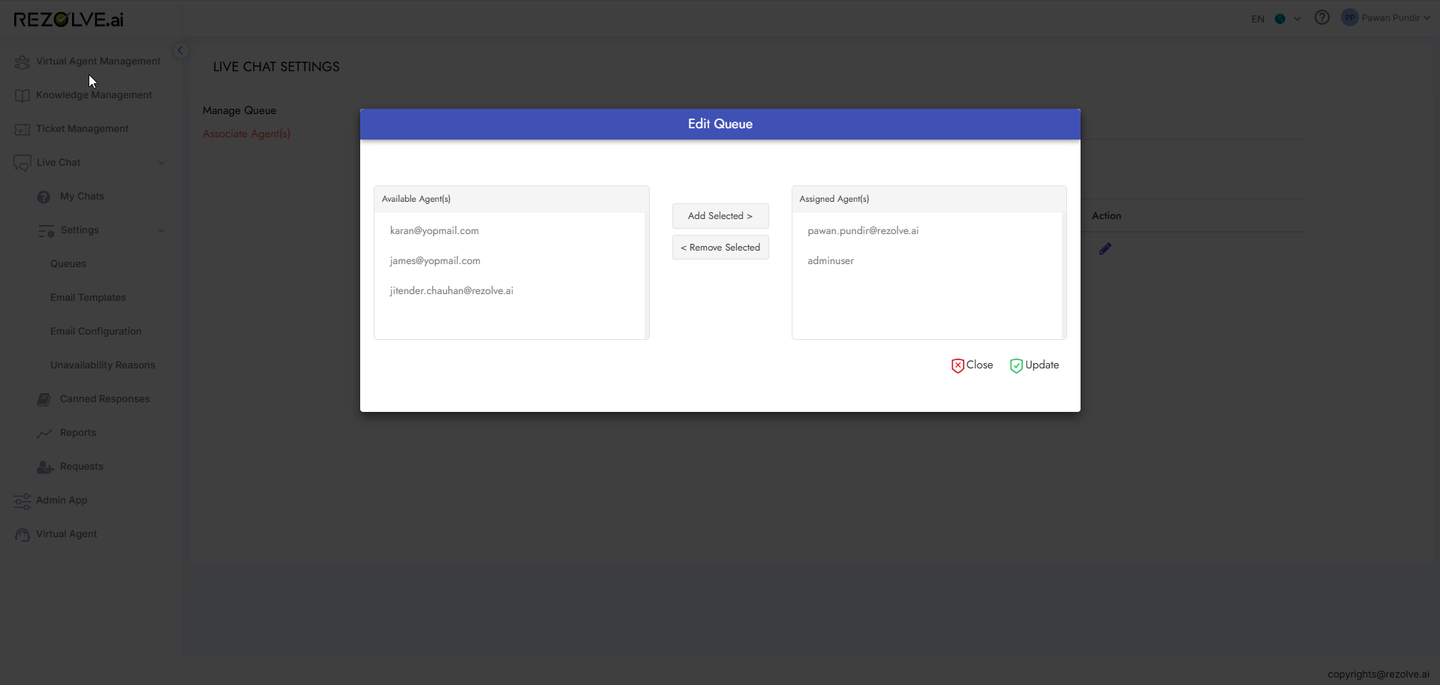 REZOLVE.ai
EN
PP
Pawan Pundir
Virtual Agent Management
Knowledge Management
Ticket Management
Live Chat
My Chats
Settings
Queues
Email Templates
Email Configuration
Unavailability Reasons
Canned Responses
Reports
Requests
Admin App
Virtual Agent
LIVE CHAT SETTINGS
Manage Queue
Associate Agent(s)
Action
Edit Queue
Available Agent(s)
karan@yopmail.com
james@yopmail.com
jitender.chauhan@rezolve.ai
Add Selected >
< Remove Selected
Assigned Agent(s)
pawan.pundir@rezolve.ai
adminuser
Close
Update
copyrights@rezolve.ai